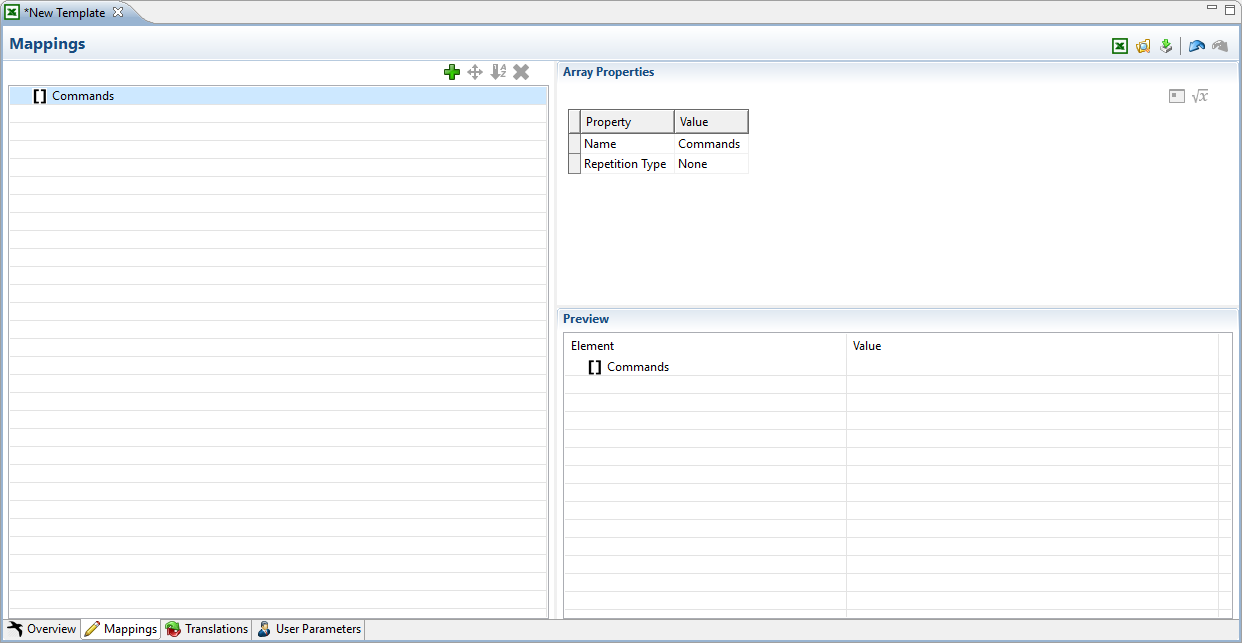 *New Template
Mappings
[] Commands
Array Properties
Property Value
Name Commands
Repetition Type None
Preview
Element Value
[] Commands
Overview Mappings Translations User Parameters